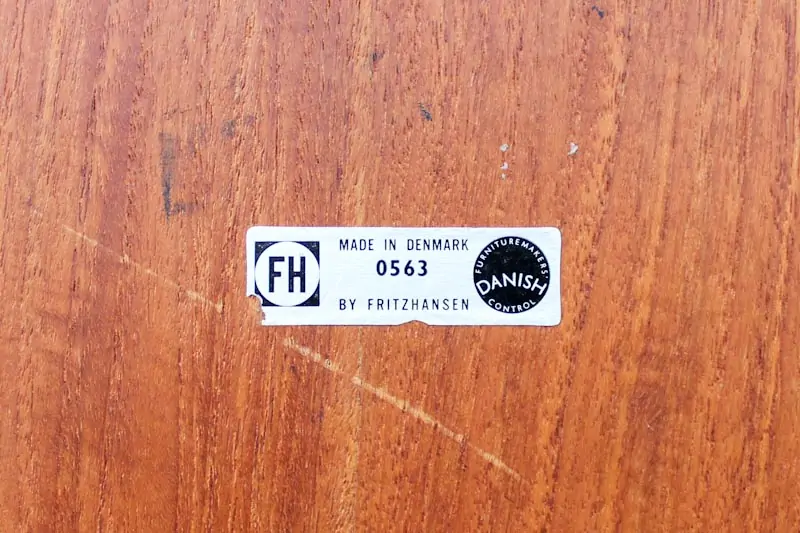 FH
MADE IN DENMARK
0563
BY FRITZHANSEN
FURNITUREMAKERS'
DANISH
CONTROL